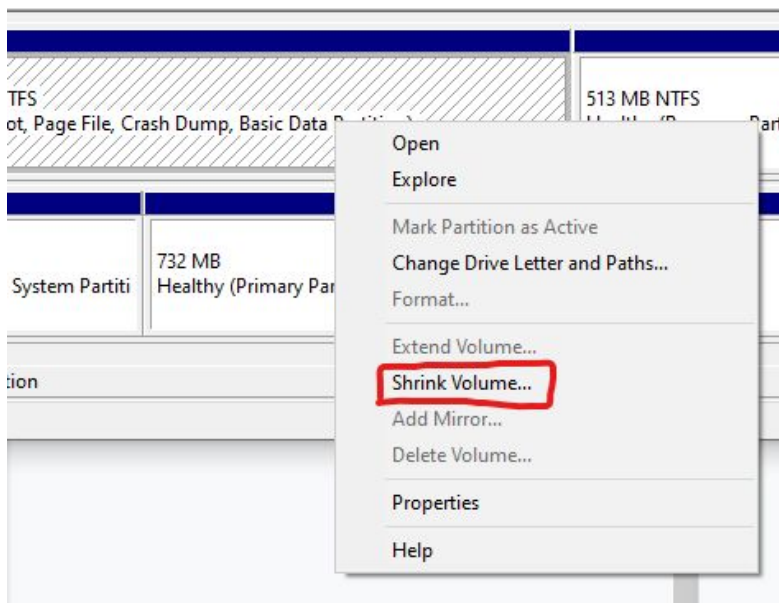 TFS
513 MB NTFS
ot, Page File, Crash Dump, Basic Data
Open
Explore
Mark Partition as Active
732 MB
Change Drive Letter and Paths...
System Partiti
Healthy (Primary Par
Format...
Extend Volume...
tion
Shrink Volume...
Add Mirror...
Delete Volume...
Properties
Help